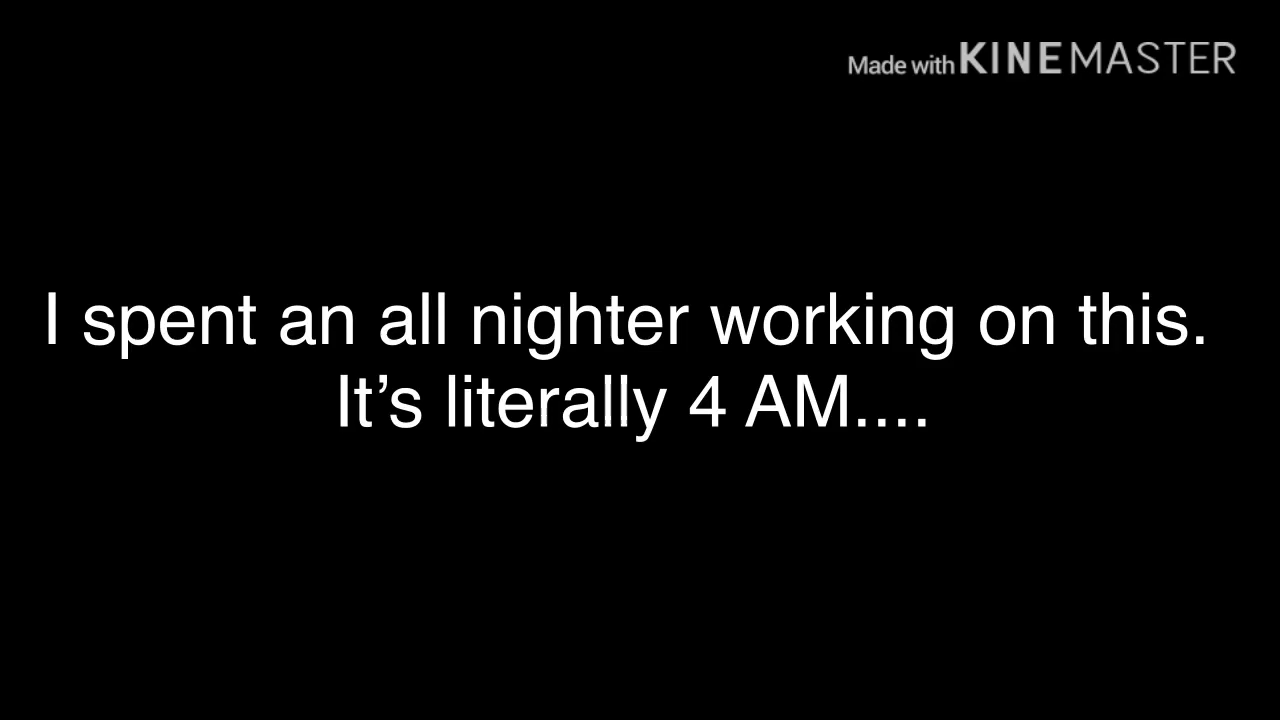 Made with KINEMASTER
I spent an all nighter working on this.
It’s literally 4 AM....